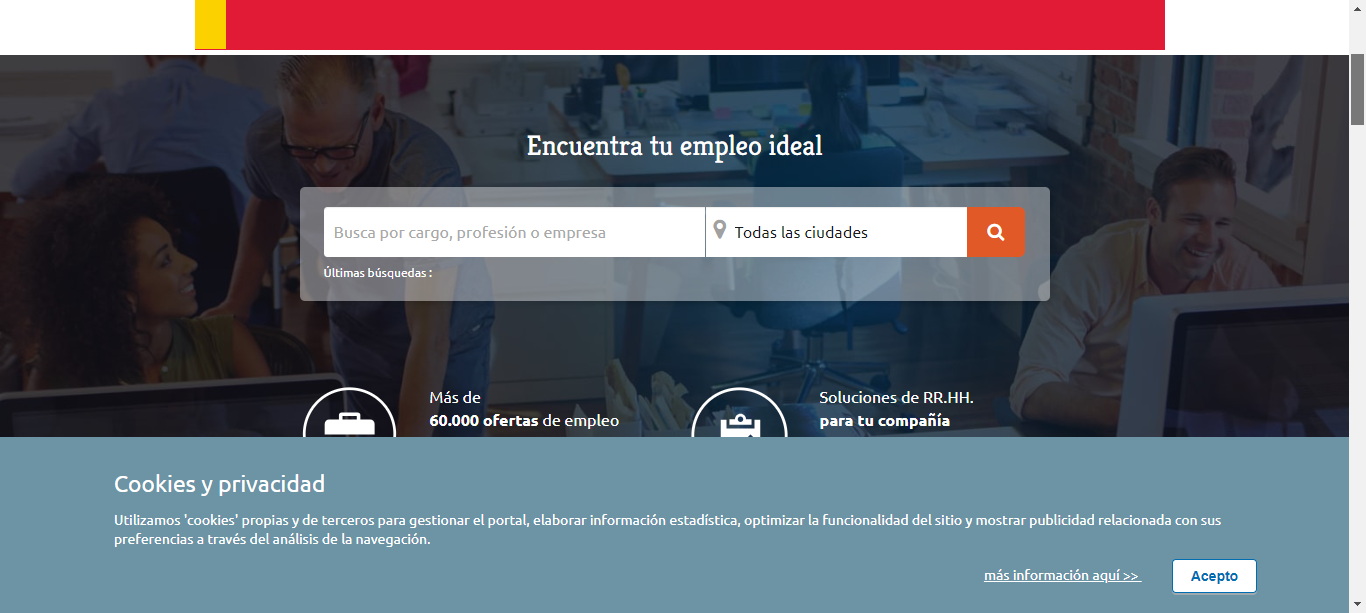 Encuentra tu empleo ideal
Busca por cargo, profesión o empresa
Todas las ciudades
Últimas búsquedas :
Más de
60.000 ofertas de empleo
Soluciones de RR.HH.
para tu compañía
Cookies y privacidad
Utilizamos 'cookies' propias y de terceros para gestionar el portal, elaborar información estadística, optimizar la funcionalidad del sitio y mostrar publicidad relacionada con sus
preferencias a través del análisis de la navegación.
más información aquí >>
Acepto